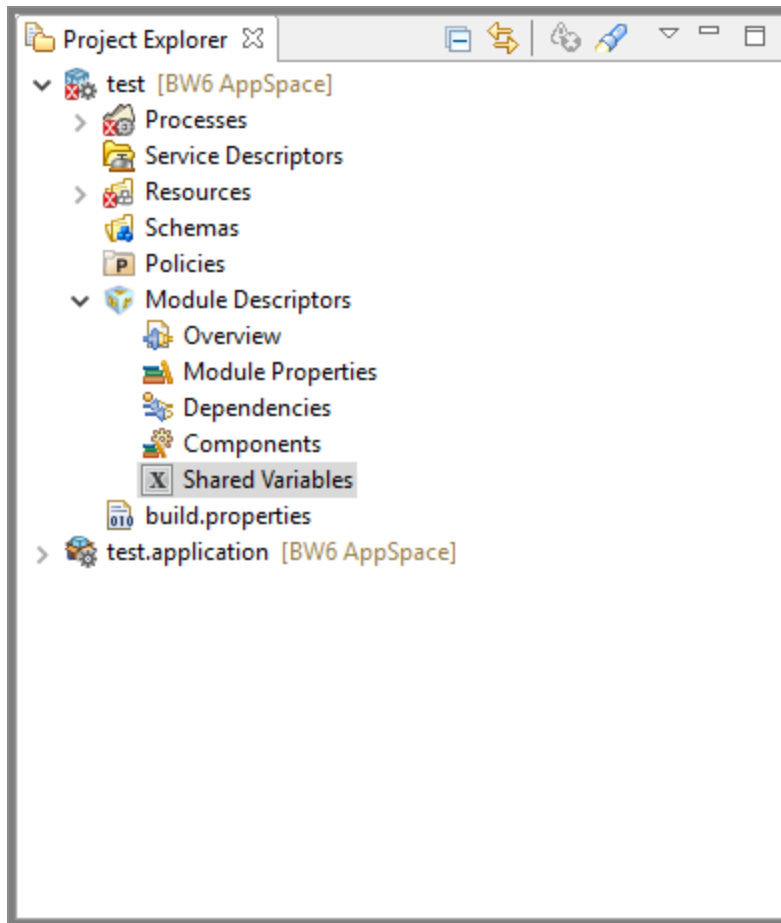 Project Explorer
test [BW6 AppSpace]
Processes
Service Descriptors
Resources
Schemas
P Policies
Module Descriptors
Overview
Module Properties
Dependencies
Components
X Shared Variables
010 build.properties
test.application [BW6 AppSpace]